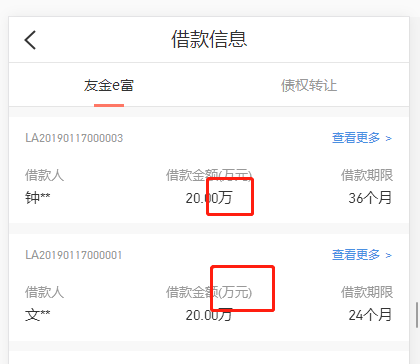 借款信息
友金e富 债权转让
LA20190117000003 查看更多 >
借款人 借款金额(万元) 借款期限
钟** 20.00万 36个月
LA20190117000001 查看更多 >
借款人 借款金额(万元) 借款期限
文** 20.00万 24个月